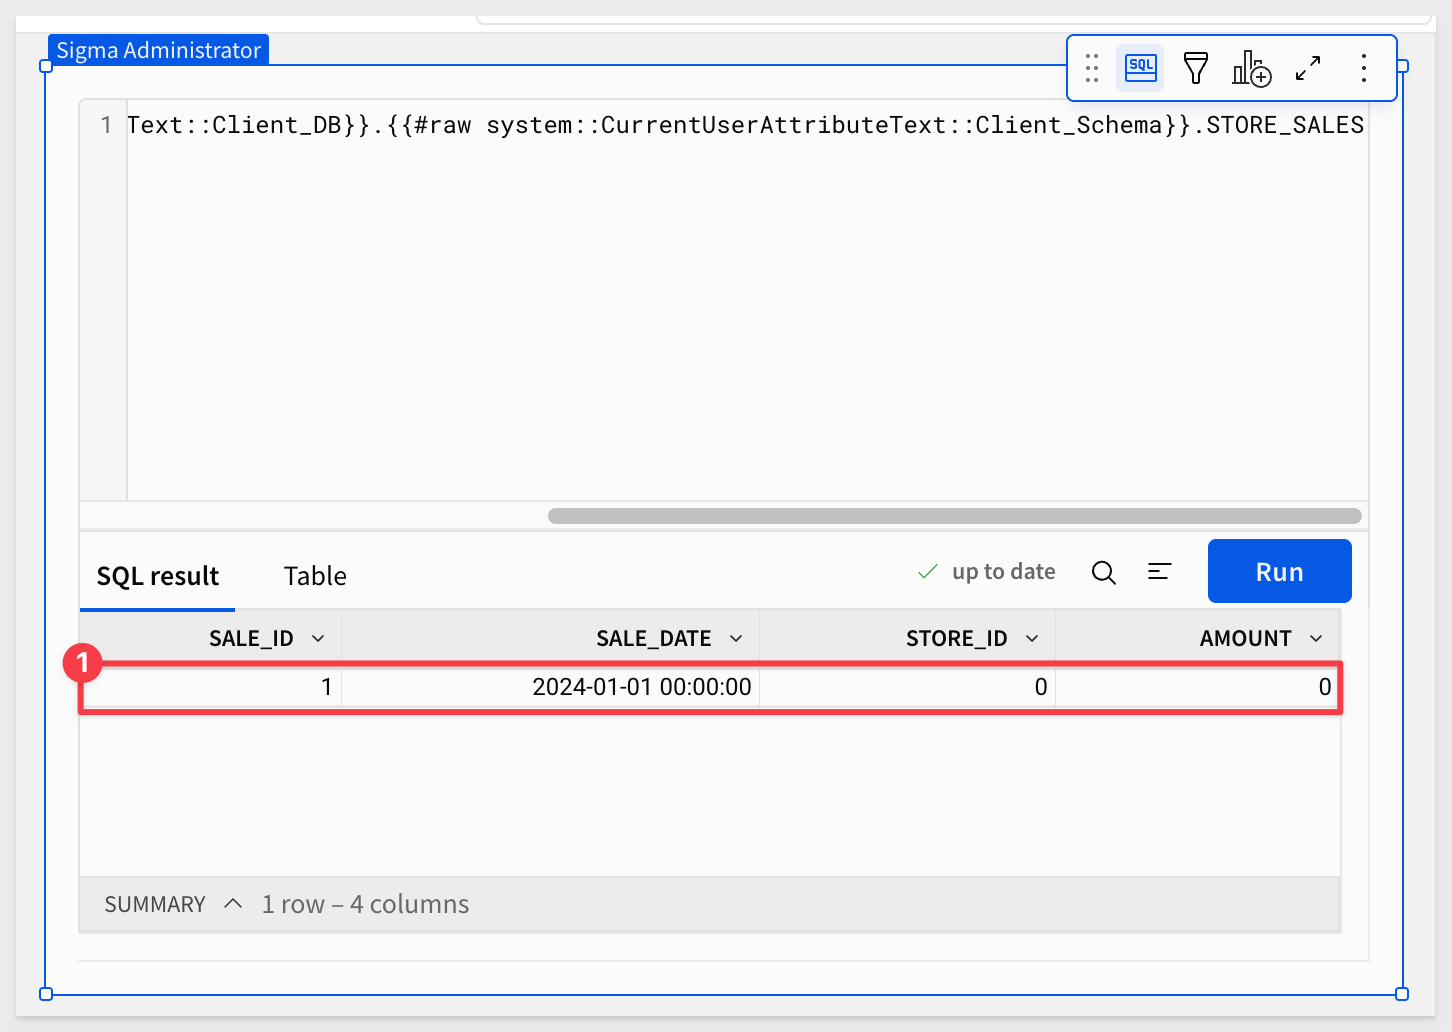 Sigma Administrator
SQL
1 Text::Client_DB}}.{{#raw system::CurrentUserAttributeText::Client_Schema}}.STORE_SALES
SQL result Table up to date Run
SALE_ID SALE_DATE STORE_ID AMOUNT
1
1 2024-01-01 00:00:00 0 0
SUMMARY 1 row – 4 columns